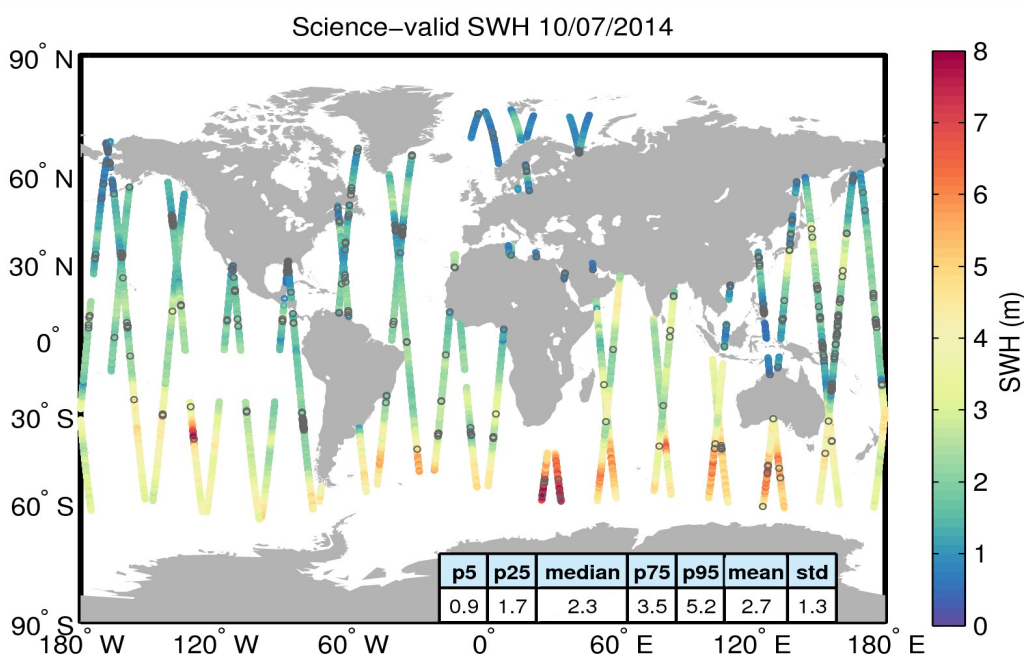 Science−valid SWH 10/07/2014
90° N
60° N
30° N
0°
30° S
60° S
90° S
180° W
120° W
60° W
0°
60° E
120° E
180° E
p5 p25 median p75 p95 mean std
0.9 1.7 2.3 3.5 5.2 2.7 1.3
8
7
6
5
4
3
2
1
0
SWH (m)